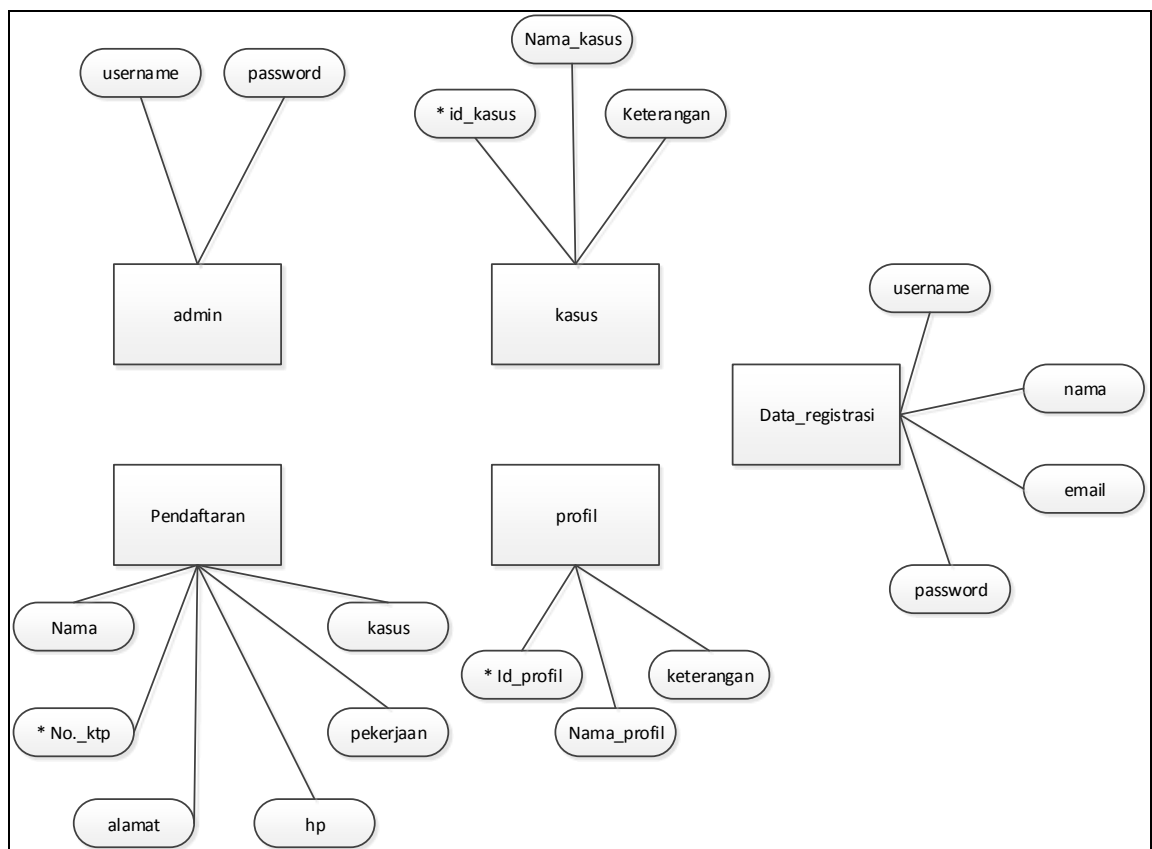 username
password
admin
Nama_kasus
* id_kasus
Keterangan
kasus
username
Data_registrasi
nama
email
password
Pendaftaran
Nama
kasus
* No._ktp
pekerjaan
alamat
hp
profil
* Id_profil
keterangan
Nama_profil